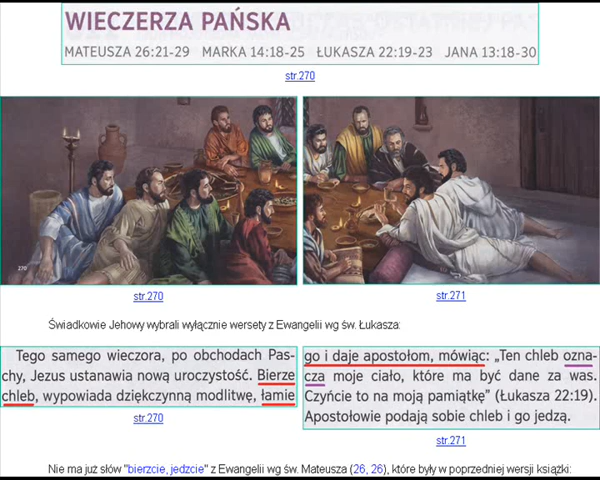 WIECZERZA PAŃSKA
MATEUSZA 26:21-29 MARKA 14:18-25 ŁUKASZA 22:19-23 JANA 13:18-30
str.270
270
str.270
str.271
Świadkowie Jehowy wybrali wyłącznie wersety z Ewangelii wg św. Łukasza:
Tego samego wieczora, po obchodach Pas-
chy, Jezus ustanawia nową uroczystość. Bierze
chleb, wypowiada dziękczynną modlitwę, łamie
str.270
go i daje apostołom, mówiąc: „Ten chleb ozna-
cza moje ciało, które ma być dane za was.
Czyńcie to na moją pamiątkę” (Łukasza 22:19).
Apostołowie podają sobie chleb i go jedzą.
str.271
Nie ma już słów "bierzcie, jedzcie" z Ewangelii wg św. Mateusza (26, 26), które były w poprzedniej wersji książki: